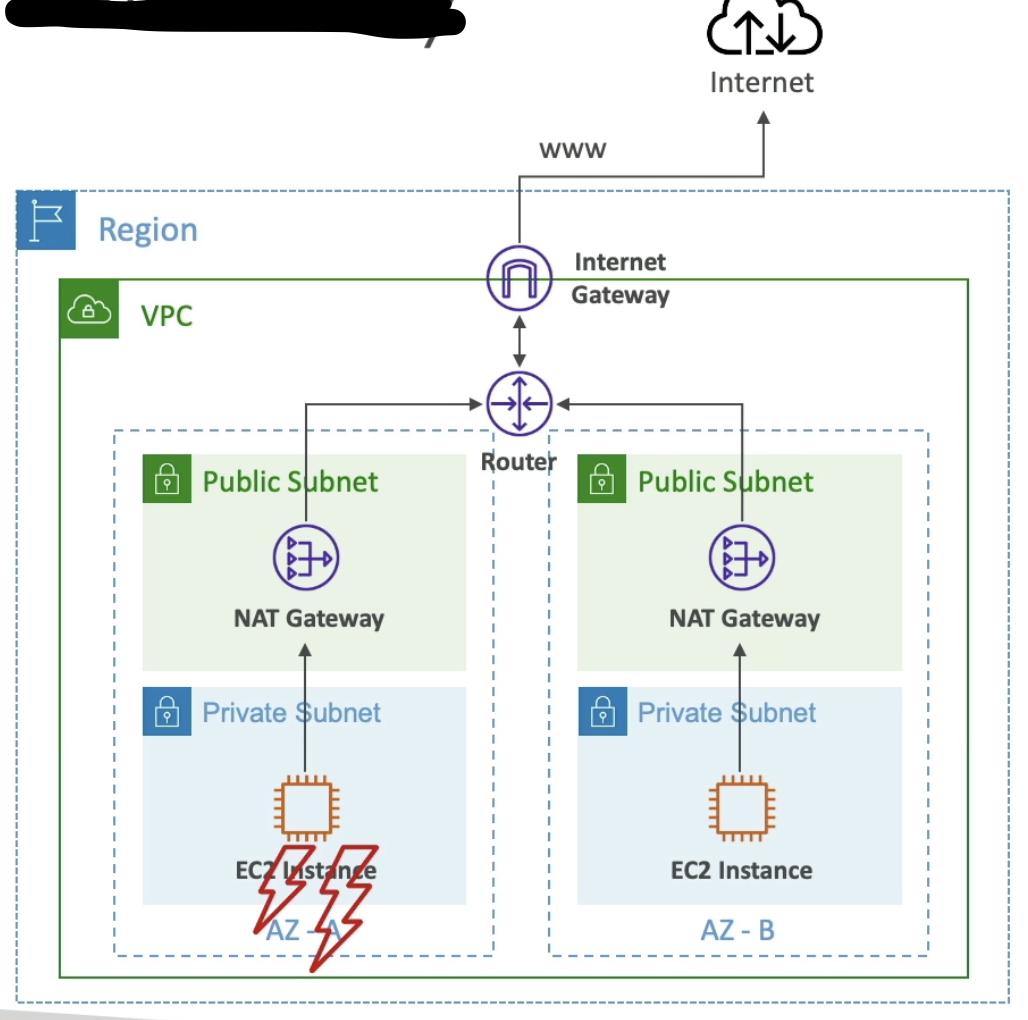 Internet
www
Region
Internet
Gateway
VPC
Router
Public Subnet
Public Subnet
NAT Gateway
NAT Gateway
Private Subnet
Private Subnet
EC2 Instance
EC2 Instance
AZ - A
AZ - B